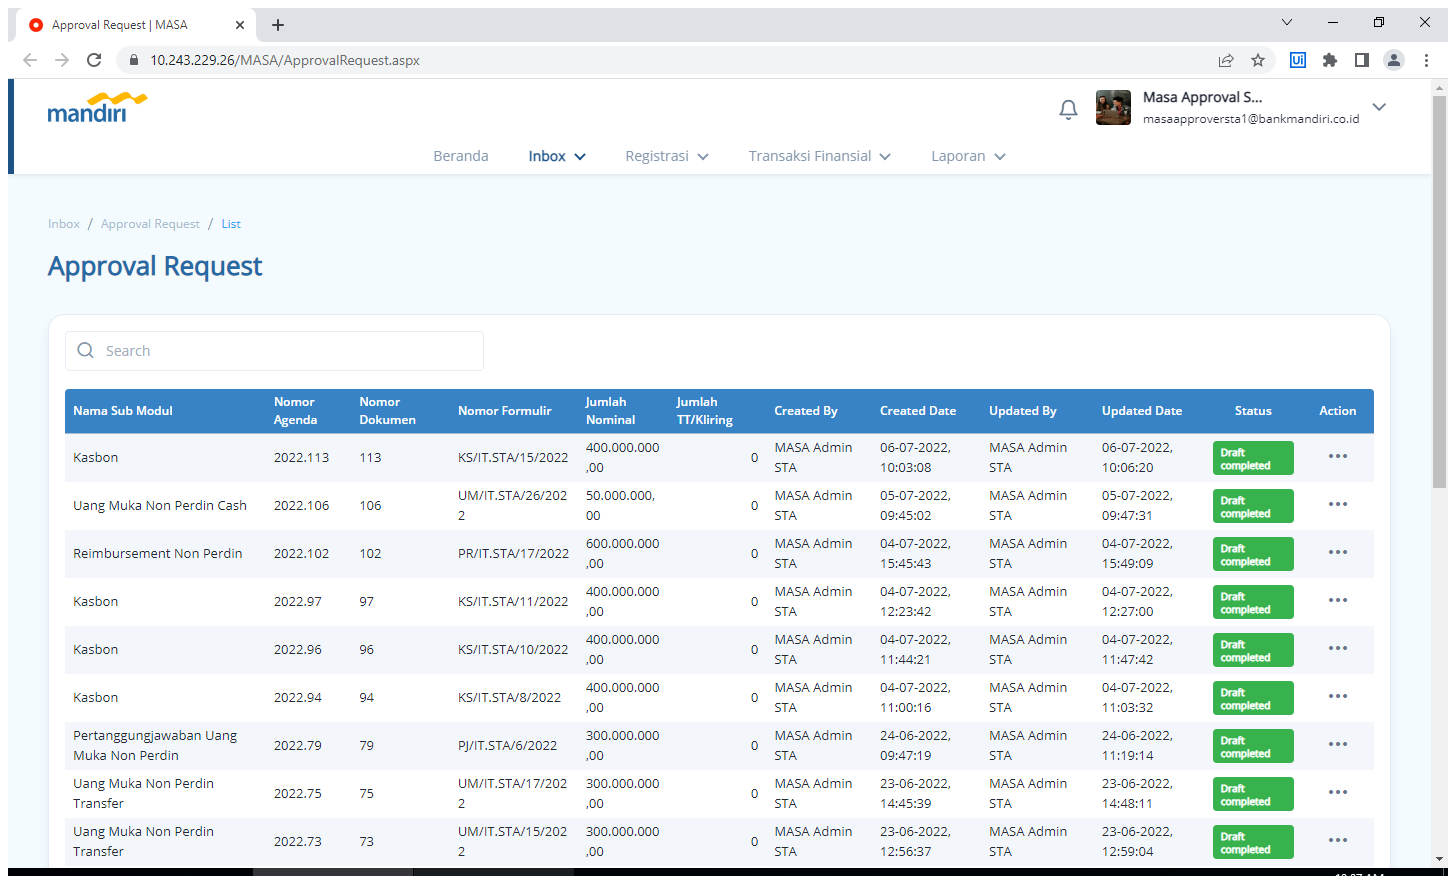 Approval Request | MASA
10.243.229.26/MASA/ApprovalRequest.aspx
Ui
mandiri
Masa Approval S...
masaapproversta1@bankmandiri.co.id
Beranda Inbox Registrasi Transaksi Finansial Laporan
Inbox / Approval Request / List
Approval Request
Search
Nama Sub Modul Nomor Agenda Nomor Dokumen Nomor Formulir Jumlah Nominal Jumlah TT/Kliring Created By Created Date Updated By Updated Date Status Action
Kasbon 2022.113 113 KS/IT.STA/15/2022 400.000.000,00 0 MASA Admin STA 06-07-2022, 10:03:08 MASA Admin STA 06-07-2022, 10:06:20 Draft completed
Uang Muka Non Perdin Cash 2022.106 106 UM/IT.STA/26/2022 50.000.000,00 0 MASA Admin STA 05-07-2022, 09:45:02 MASA Admin STA 05-07-2022, 09:47:31 Draft completed
Reimbursement Non Perdin 2022.102 102 PR/IT.STA/17/2022 600.000.000,00 0 MASA Admin STA 04-07-2022, 15:45:43 MASA Admin STA 04-07-2022, 15:49:09 Draft completed
Kasbon 2022.97 97 KS/IT.STA/11/2022 400.000.000,00 0 MASA Admin STA 04-07-2022, 12:23:42 MASA Admin STA 04-07-2022, 12:27:00 Draft completed
Kasbon 2022.96 96 KS/IT.STA/10/2022 400.000.000,00 0 MASA Admin STA 04-07-2022, 11:44:21 MASA Admin STA 04-07-2022, 11:47:42 Draft completed
Kasbon 2022.94 94 KS/IT.STA/8/2022 400.000.000,00 0 MASA Admin STA 04-07-2022, 11:00:16 MASA Admin STA 04-07-2022, 11:03:32 Draft completed
Pertanggungjawaban Uang Muka Non Perdin 2022.79 79 PJ/IT.STA/6/2022 300.000.000,00 0 MASA Admin STA 24-06-2022, 09:47:19 MASA Admin STA 24-06-2022, 11:19:14 Draft completed
Uang Muka Non Perdin Transfer 2022.75 75 UM/IT.STA/17/2022 300.000.000,00 0 MASA Admin STA 23-06-2022, 14:45:39 MASA Admin STA 23-06-2022, 14:48:11 Draft completed
Uang Muka Non Perdin Transfer 2022.73 73 UM/IT.STA/15/2022 300.000.000,00 0 MASA Admin STA 23-06-2022, 12:56:37 MASA Admin STA 23-06-2022, 12:59:04 Draft completed